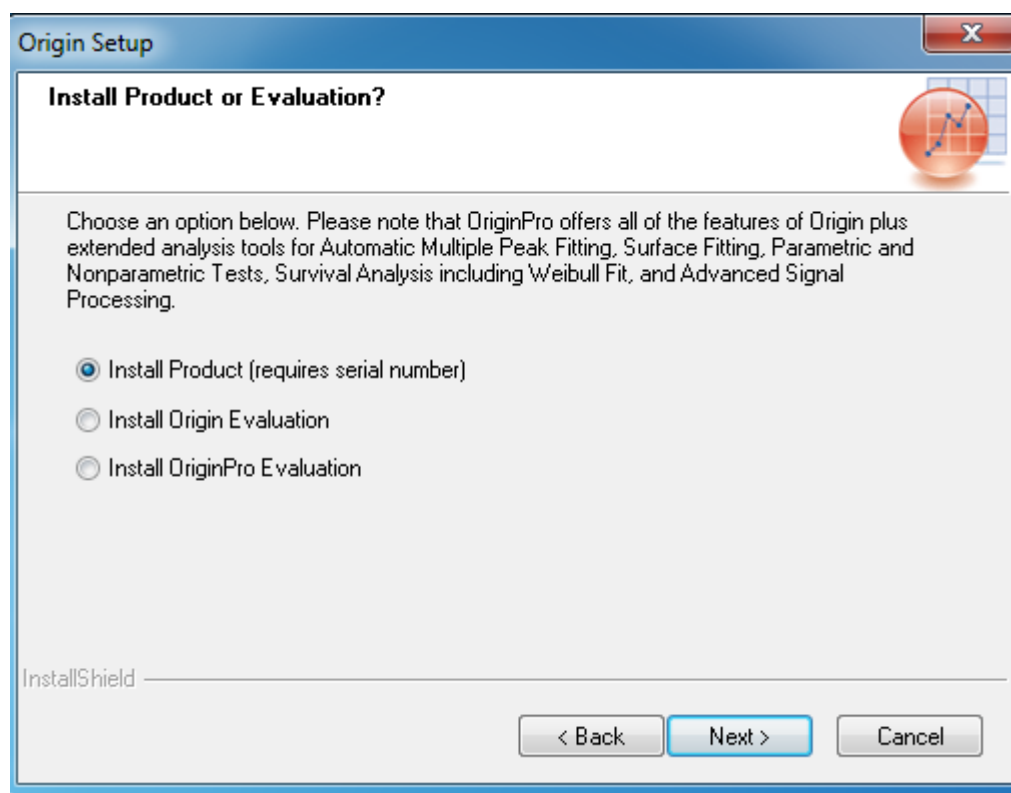 Origin Setup
Install Product or Evaluation?
Choose an option below. Please note that OriginPro offers all of the features of Origin plus
extended analysis tools for Automatic Multiple Peak Fitting, Surface Fitting, Parametric and
Nonparametric Tests, Survival Analysis including Weibull Fit, and Advanced Signal
Processing.
Install Product (requires serial number)
Install Origin Evaluation
Install OriginPro Evaluation
InstallShield
< Back Next > Cancel